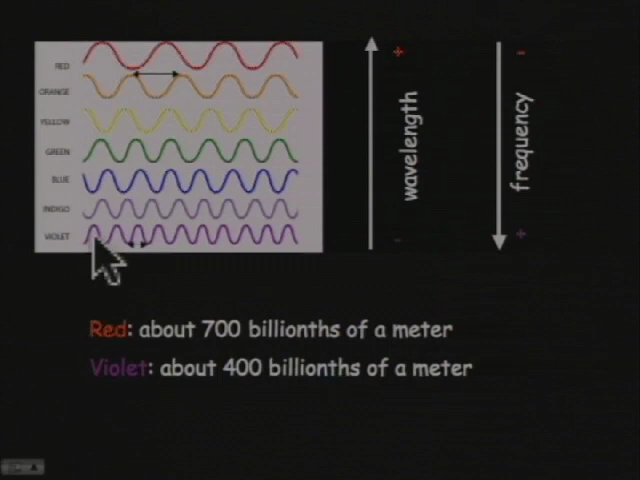 RED
ORANGE
YELLOW
GREEN
BLUE
INDIGO
VIOLET
+
-
wavelength
-
+
frequency
Red: about 700 billionths of a meter
Violet: about 400 billionths of a meter